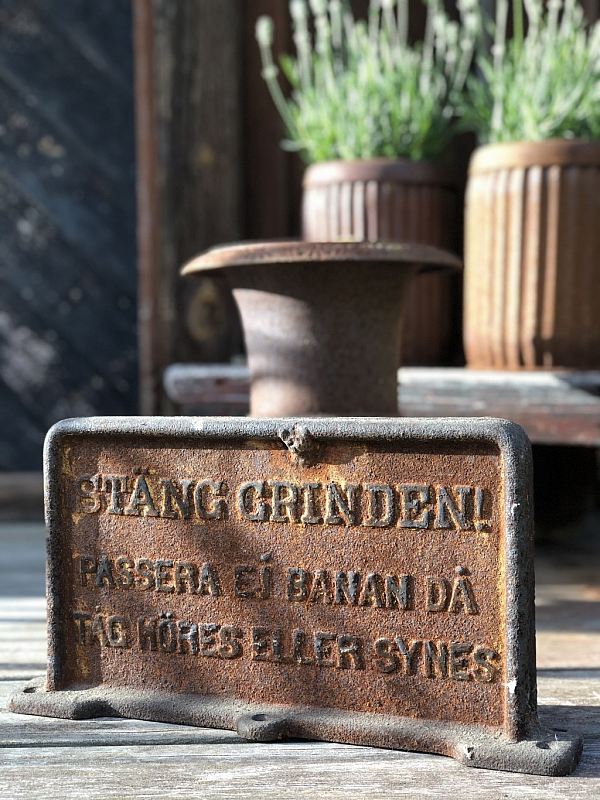 STÄNG GRINDEN!
PASSERA EJ BANAN DÅ
TÅG HÖRES ELLER SYNES